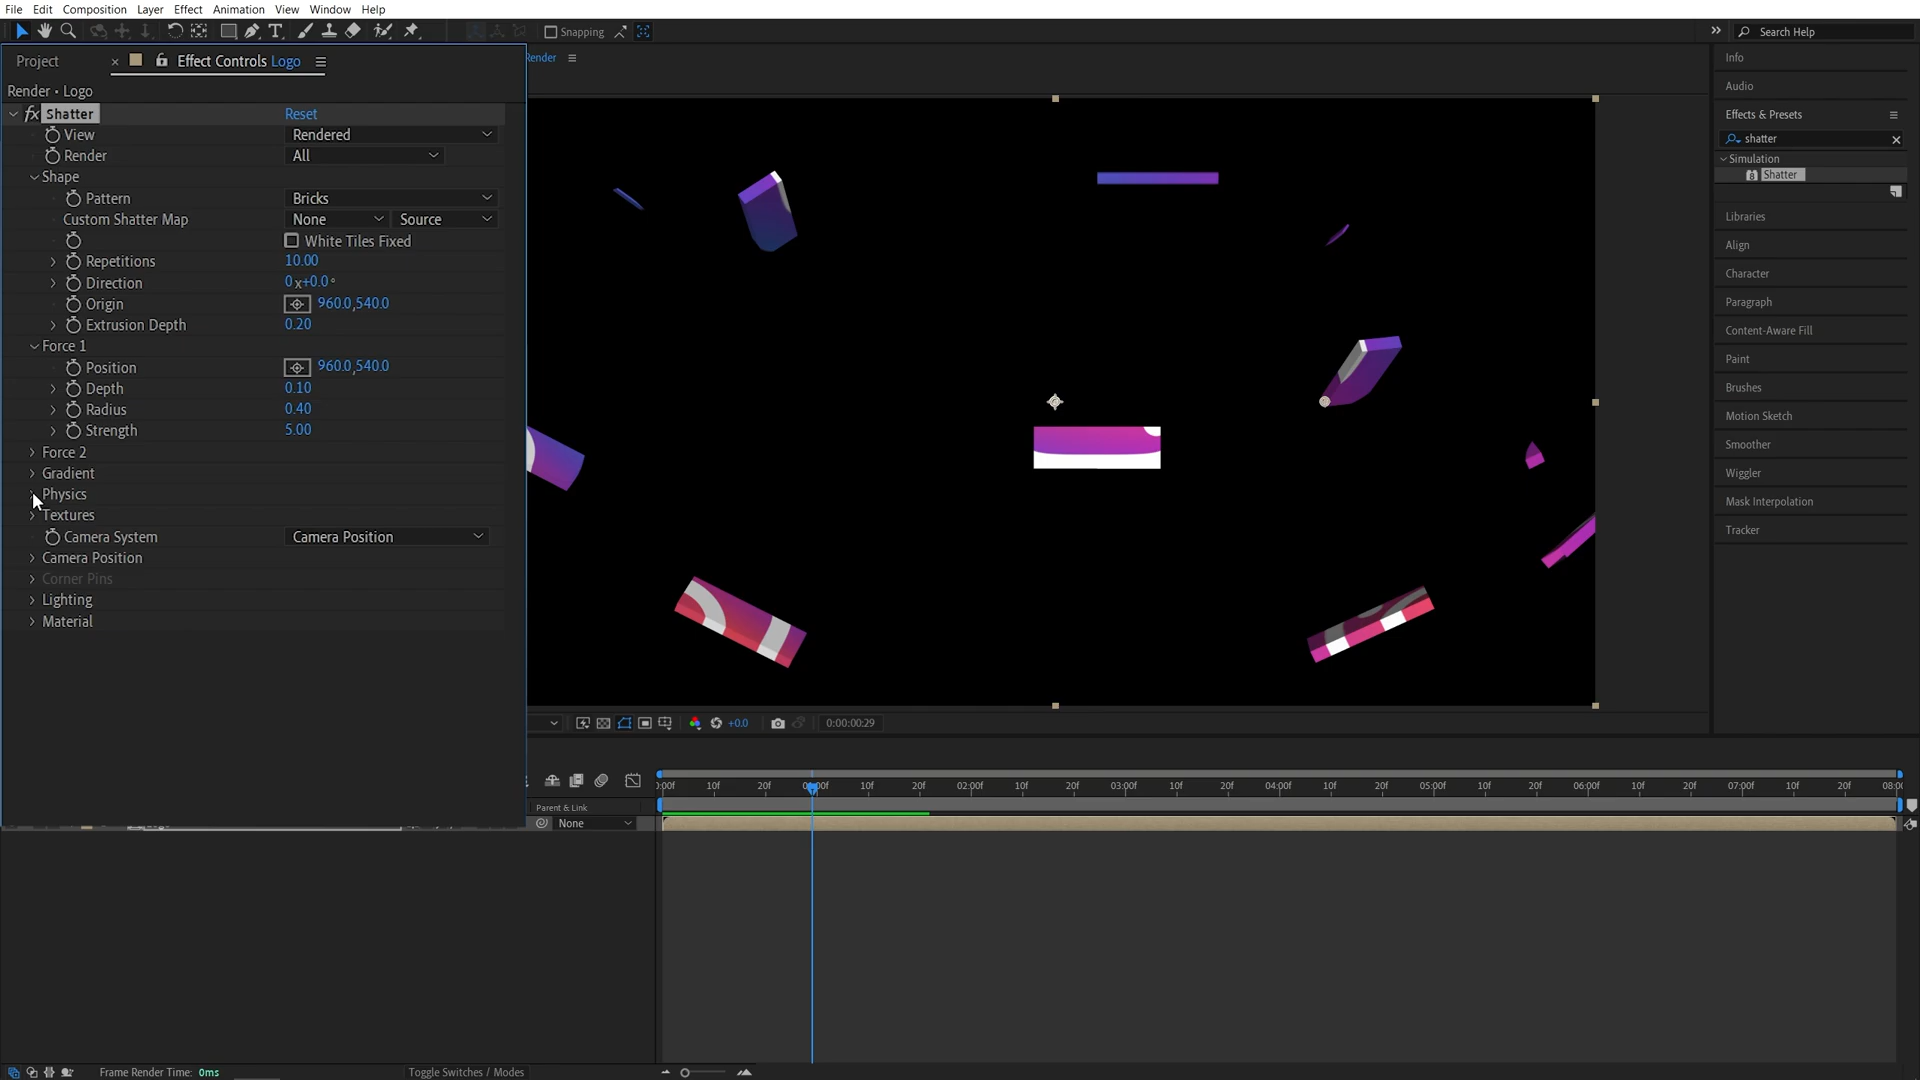 File Edit Composition Layer Effect Animation View Window Help
Snapping
Search Help
Project
Effect Controls Logo
Render
Render • Logo
fx Shatter Reset
View Rendered
Render All
Shape
Pattern Bricks
Custom Shatter Map None Source
White Tiles Fixed
Repetitions 10.00
Direction 0x+0.0°
Origin 960.0,540.0
Extrusion Depth 0.20
Force 1
Position 960.0,540.0
Depth 0.10
Radius 0.40
Strength 5.00
Force 2
Gradient
Physics
Textures
Camera System Camera Position
Camera Position
Corner Pins
Lighting
Material
+0.0 0:00:00:29
Info
Audio
Effects & Presets
shatter
Simulation
8 Shatter
Libraries
Align
Character
Paragraph
Content-Aware Fill
Paint
Brushes
Motion Sketch
Smoother
Wiggler
Mask Interpolation
Tracker
10f 20f 10f 20f 02:00f 10f 20f 03:00f 10f 20f 04:00f 10f 20f 05:00f 10f 20f 06:00f 10f 20f 07:00f 10f 20f
Parent & Link
None
Frame Render Time: 0ms
Toggle Switches / Modes